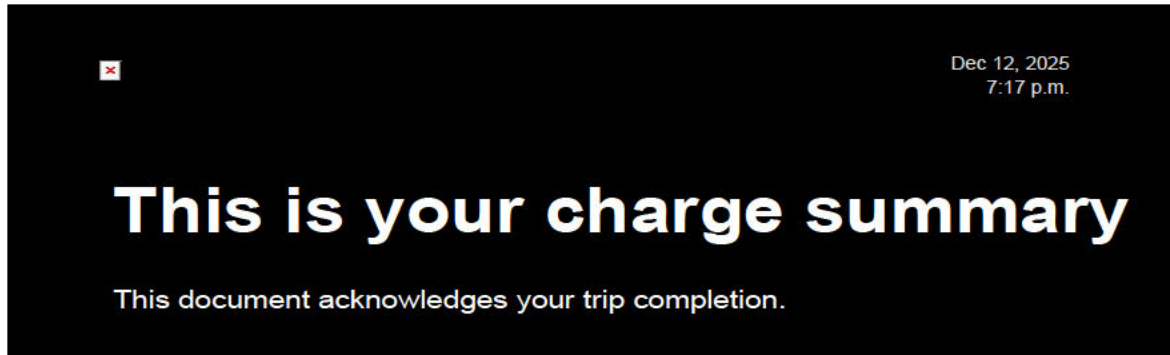 Dec 12, 2025
7:17 p.m.
This is your charge summary
This document acknowledges your trip completion.